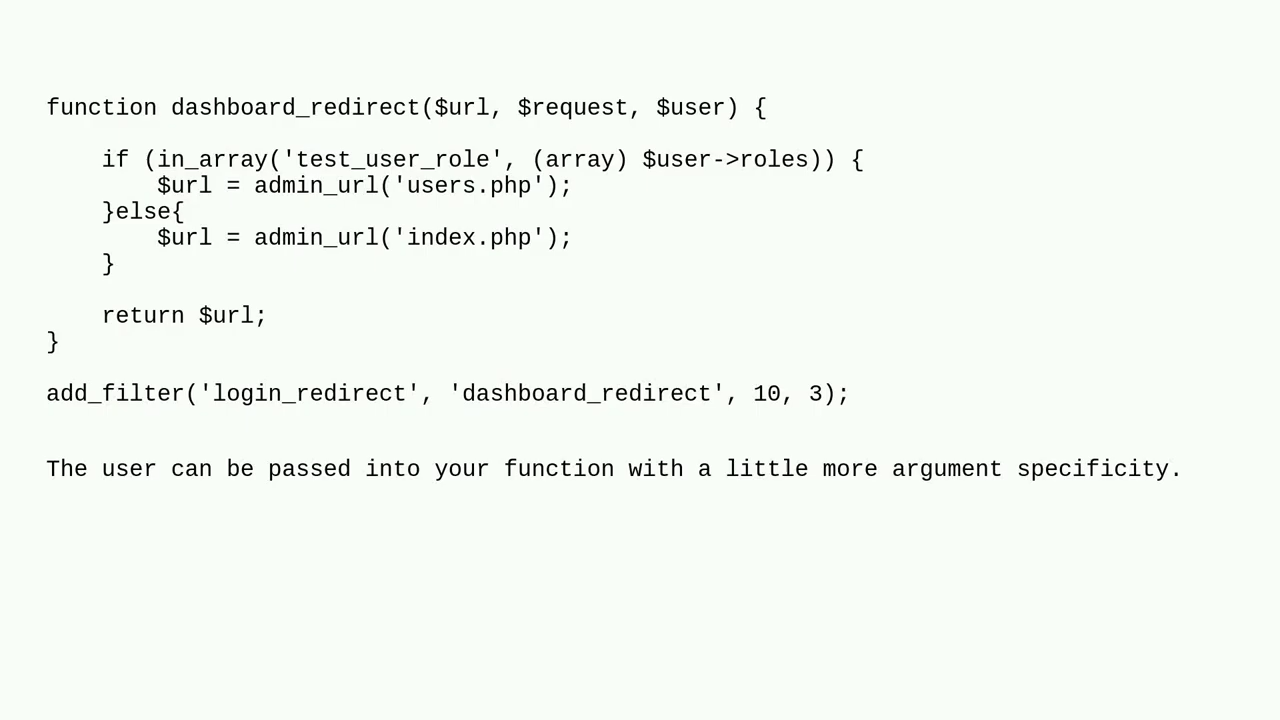 function dashboard_redirect($url, $request, $user) {
if (in_array('test_user_role', (array) $user->roles)) {
$url = admin_url('users.php');
}else{
$url = admin_url('index.php');
}
return $url;
}
add_filter('login_redirect', 'dashboard_redirect', 10, 3);
The user can be passed into your function with a little more argument specificity.